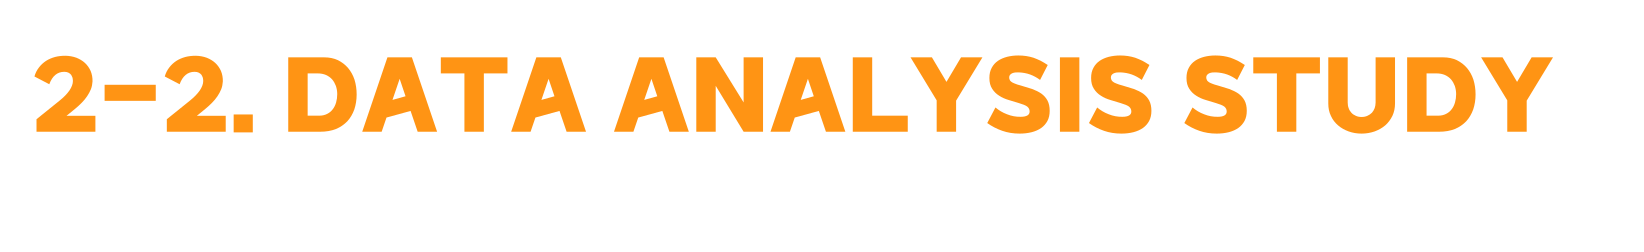 2-2. DATA ANALYSIS STUDY